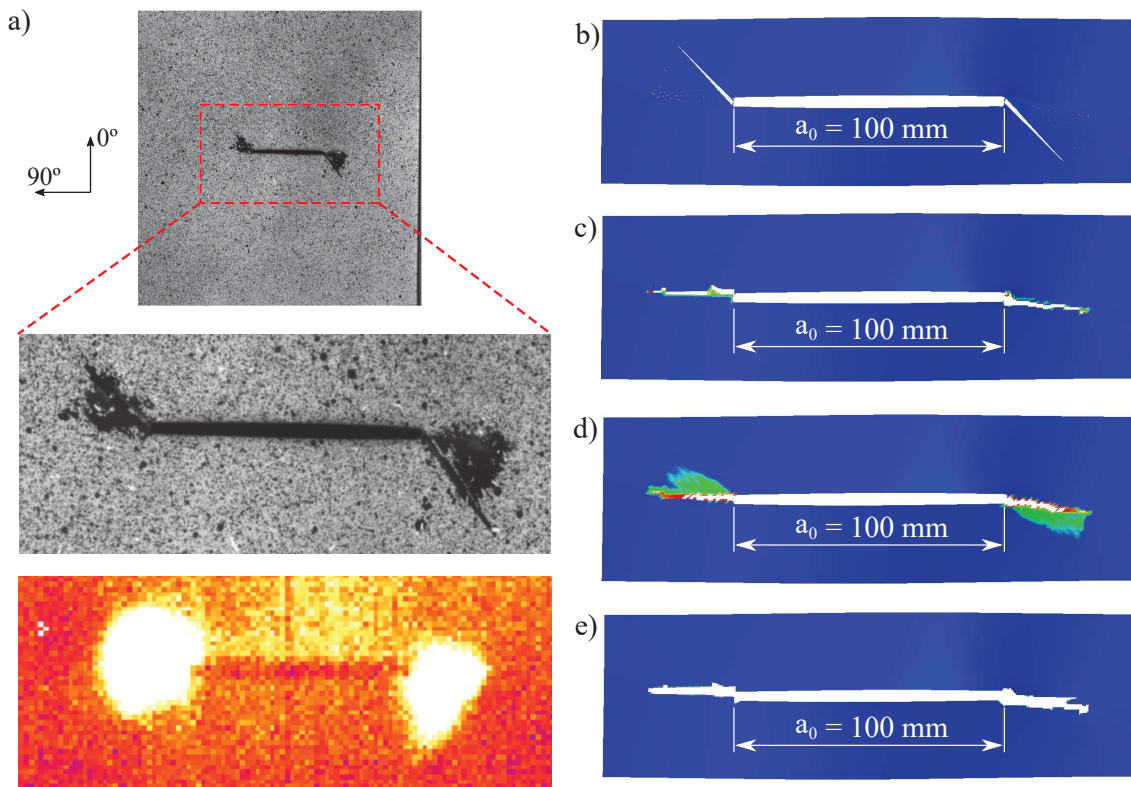 a)
0º
90º
b)
a0 = 100 mm
c)
a0 = 100 mm
d)
a0 = 100 mm
e)
a0 = 100 mm